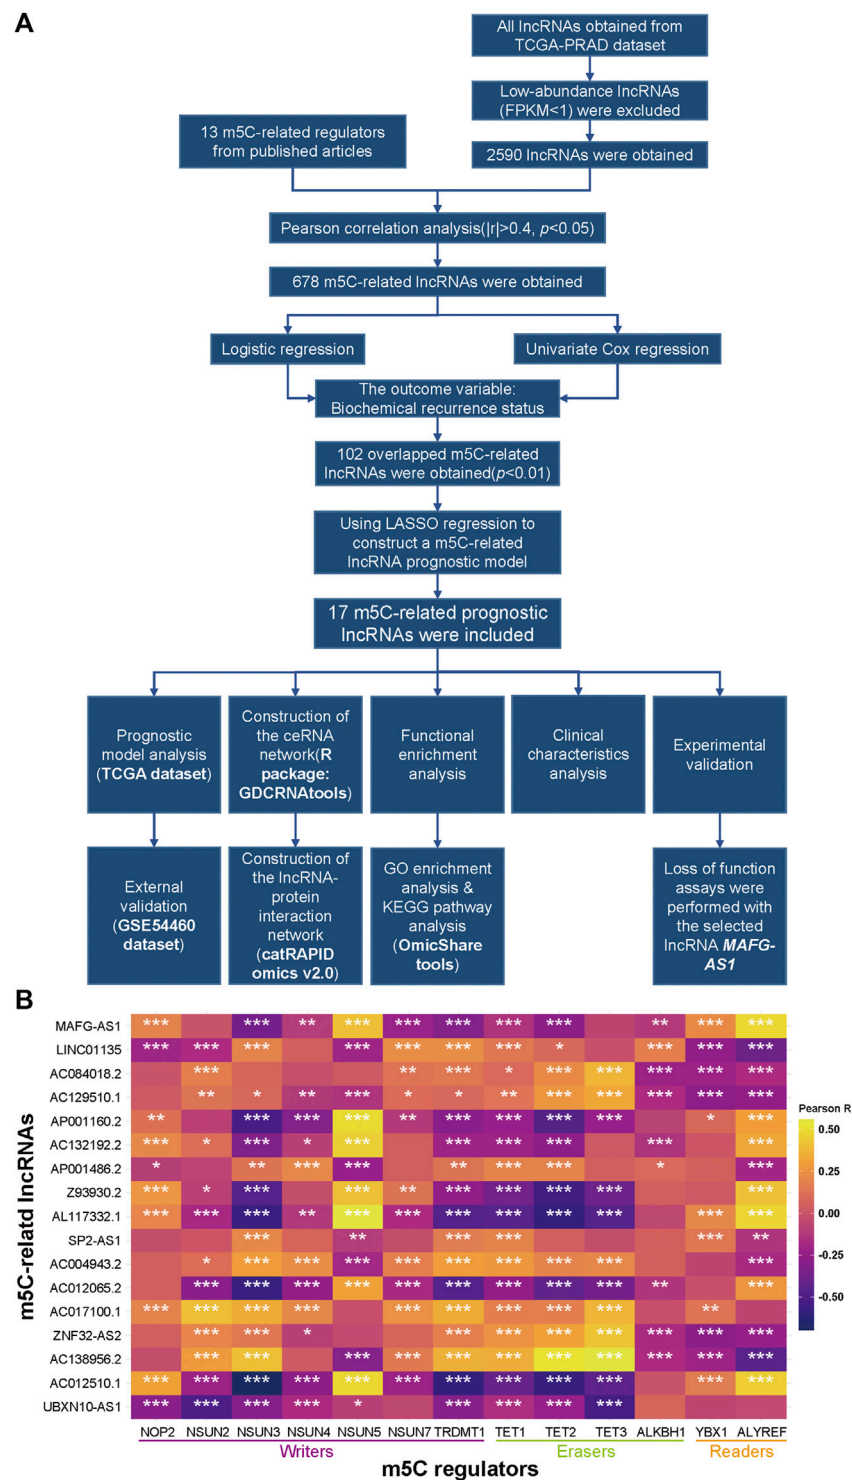 A
All lncRNAs obtained from
TCGA-PRAD dataset
Low-abundance lncRNAs
(FPKM<1) were excluded
13 m5C-related regulators
from published articles
2590 lncRNAs were obtained
Pearson correlation analysis(|r|>0.4, p<0.05)
678 m5C-related lncRNAs were obtained
Logistic regression
Univariate Cox regression
The outcome variable:
Biochemical recurrence status
102 overlapped m5C-related
lncRNAs were obtained(p<0.01)
Using LASSO regression to
construct a m5C-related
lncRNA prognostic model
17 m5C-related prognostic
lncRNAs were included
Prognostic
model analysis
(TCGA dataset)
Construction of
the ceRNA
network(R
package:
GDCRNAtools)
Functional
enrichment
analysis
Clinical
characteristics
analysis
Experimental
validation
External
validation
(GSE54460
dataset)
Construction of
the lncRNA-
protein
interaction
network
(catRAPID
omics v2.0)
GO enrichment
analysis &
KEGG pathway
analysis
(OmicShare
tools)
Loss of function
assays were
performed with
the selected
lncRNA MAFG-
AS1
B
m5C-relatd lncRNAs
MAFG-AS1 *** *** ** *** *** *** *** *** ** *** ***
LINC01135 *** *** *** *** *** *** *** * *** *** ***
AC084018.2 *** ** *** * *** *** *** *** ***
AC129510.1 ** * ** *** * * ** *** *** *** *** ***
AP001160.2 ** *** *** *** ** *** *** *** *** * ***
AC132192.2 *** * *** * *** *** *** *** *** ***
AP001486.2 * ** *** *** ** *** *** * ***
Z93930.2 *** * *** *** ** *** *** *** *** ***
AL117332.1 *** *** *** ** *** *** *** *** *** *** *** ***
SP2-AS1 *** ** *** *** *** **
AC004943.2 * *** *** *** *** *** *** *** *** ***
AC012065.2 *** *** *** *** *** *** *** *** *** ** ***
AC017100.1 *** *** *** *** *** *** *** *** *** **
ZNF32-AS2 *** *** * *** *** *** *** *** *** ***
AC138956.2 *** *** *** *** *** *** *** *** *** *** ***
AC012510.1 *** *** *** *** *** *** *** *** *** *** *** ***
UBXN10-AS1 *** *** *** *** * *** *** *** *** ***
NOP2 NSUN2 NSUN3 NSUN4 NSUN5 NSUN7 TRDMT1 TET1 TET2 TET3 ALKBH1 YBX1 ALYREF
Writers Erasers Readers
m5C regulators
Pearson R
0.50
0.25
0.00
-0.25
-0.50